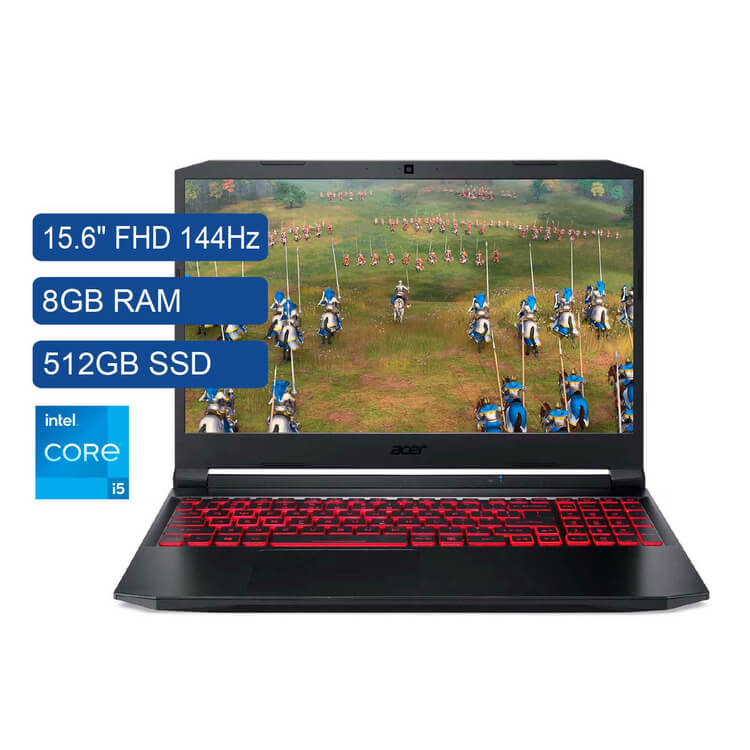 15.6" FHD 144Hz
8GB RAM
512GB SSD
intel.
CORE
i5
acer